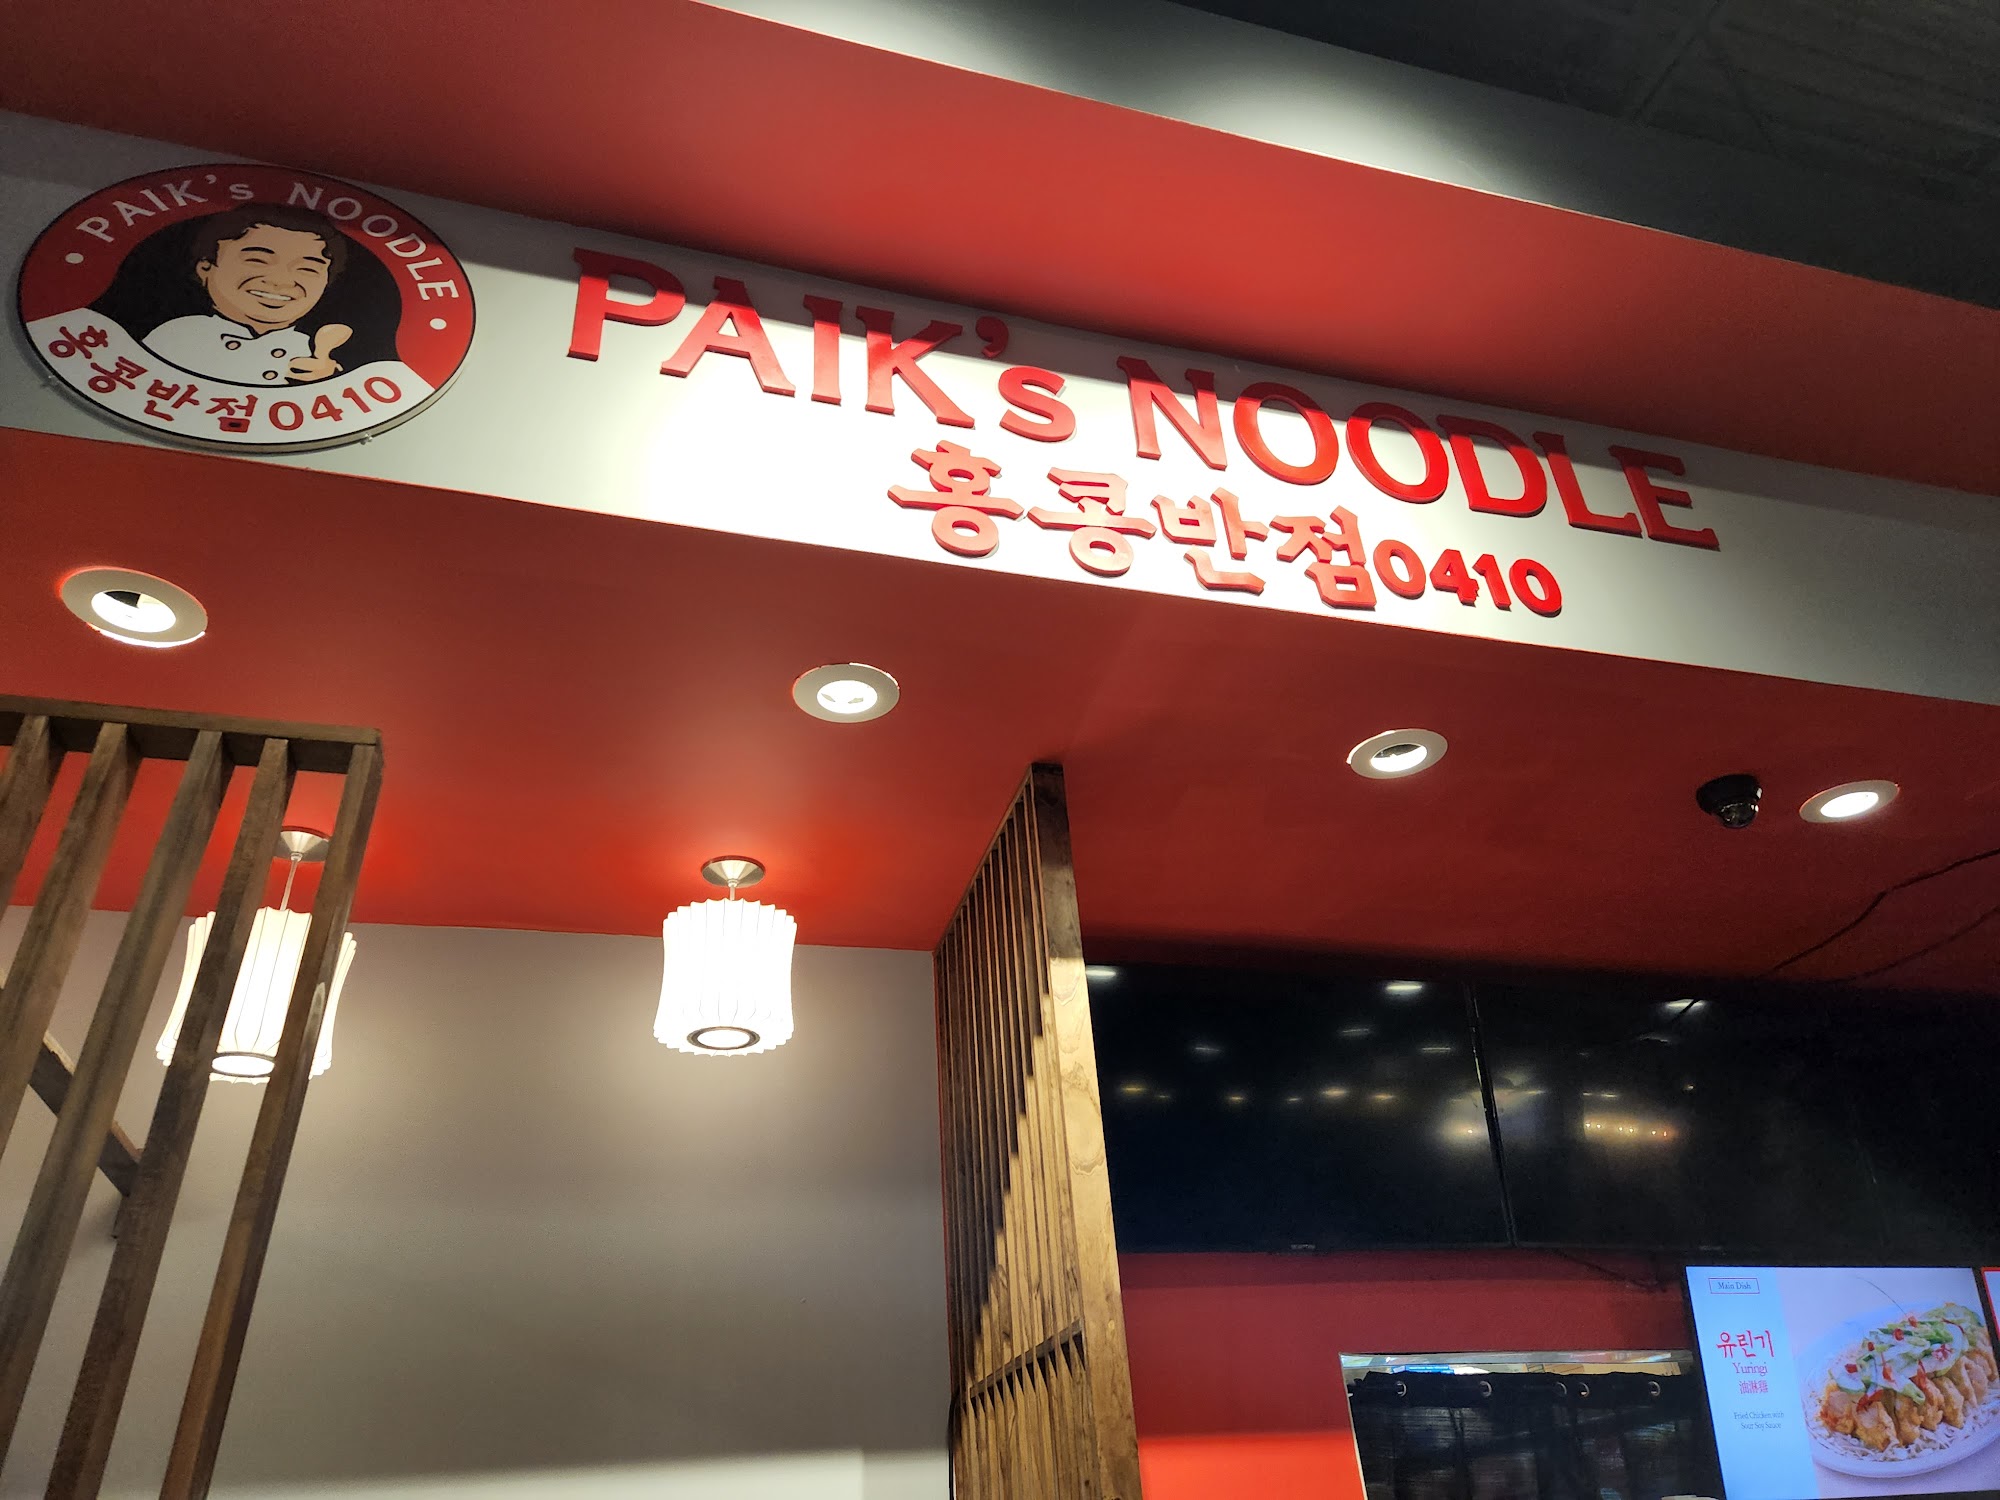 PAIK's NOODLE
홍콩반점0410
PAIK's NOODLE
홍콩반점0410
Main Dish
유린기
Yuringi
油淋雞
Fried Chicken with
Sour Soy Sauce